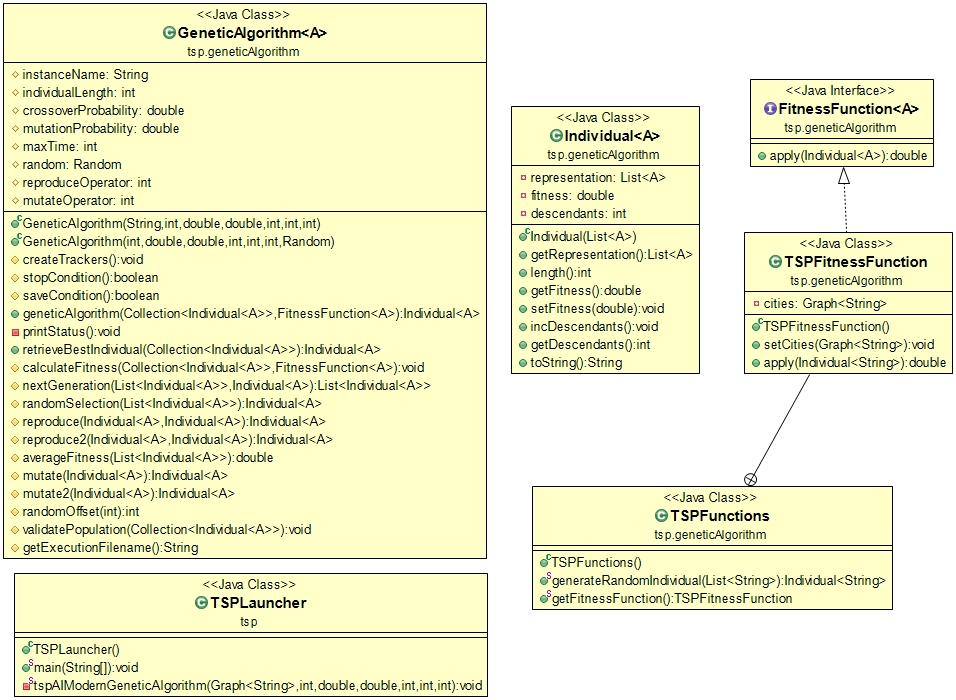 <<Java Class>>
GeneticAlgorithm<A>
tsp.geneticAlgorithm
instanceName: String
individualLength: int
crossoverProbability: double
mutationProbability: double
maxTime: int
random: Random
reproduceOperator: int
mutateOperator: int
GeneticAlgorithm(String,int,double,double,int,int,int)
GeneticAlgorithm(int,double,double,int,int,int,Random)
createTrackers():void
stopCondition():boolean
saveCondition():boolean
geneticAlgorithm(Collection<Individual<A>>,FitnessFunction<A>):Individual<A>
printStatus():void
retrieveBestIndividual(Collection<Individual<A>>):Individual<A>
calculateFitness(Collection<Individual<A>>,FitnessFunction<A>):void
nextGeneration(List<Individual<A>>,Individual<A>):List<Individual<A>>
randomSelection(List<Individual<A>>):Individual<A>
reproduce(Individual<A>,Individual<A>):Individual<A>
reproduce2(Individual<A>,Individual<A>):Individual<A>
averageFitness(List<Individual<A>>):double
mutate(Individual<A>):Individual<A>
mutate2(Individual<A>):Individual<A>
randomOffset(int):int
validatePopulation(Collection<Individual<A>>):void
getExecutionFilename():String
<<Java Class>>
TSPLauncher
tsp
TSPLauncher()
main(String[]):void
tspAIModernGeneticAlgorithm(Graph<String>,int,double,double,int,int,int):void
<<Java Class>>
Individual<A>
tsp.geneticAlgorithm
representation: List<A>
fitness: double
descendants: int
Individual(List<A>)
getRepresentation():List<A>
length():int
getFitness():double
setFitness(double):void
incDescendants():void
getDescendants():int
toString():String
<<Java Interface>>
FitnessFunction<A>
tsp.geneticAlgorithm
apply(Individual<A>):double
<<Java Class>>
TSPFitnessFunction
tsp.geneticAlgorithm
cities: Graph<String>
TSPFitnessFunction()
setCities(Graph<String>):void
apply(Individual<String>):double
<<Java Class>>
TSPFunctions
tsp.geneticAlgorithm
TSPFunctions()
generateRandomIndividual(List<String>):Individual<String>
getFitnessFunction():TSPFitnessFunction